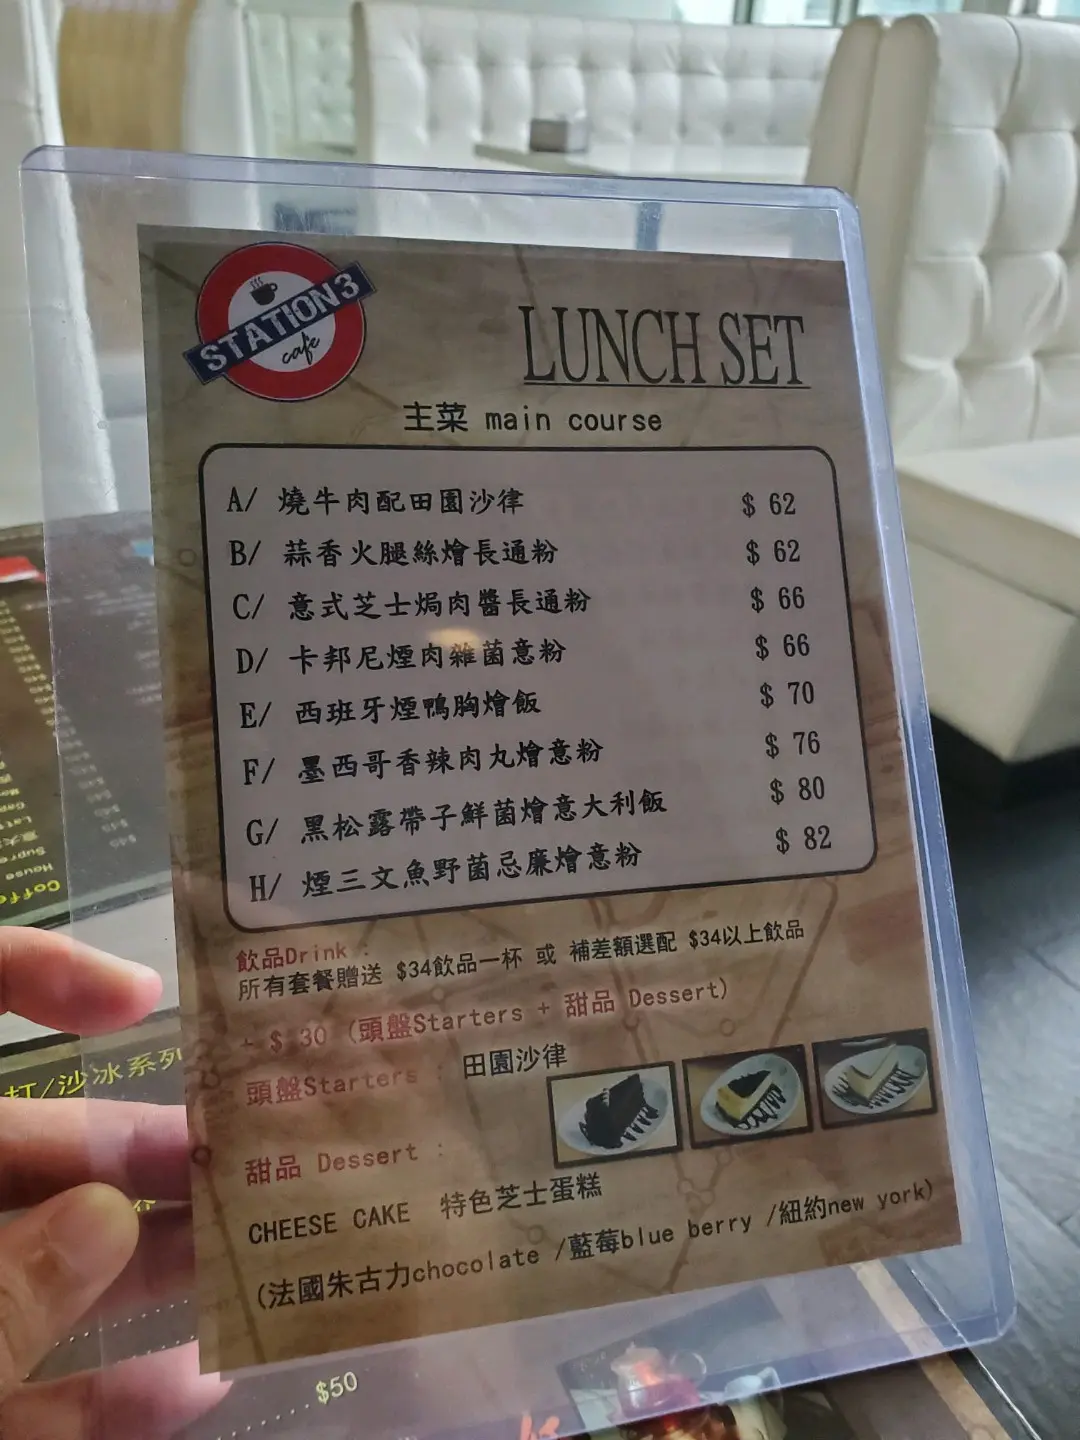 STATION3
cafe
LUNCH SET
主菜 main course
A/ 燒牛肉配田園沙律 $ 62
B/ 蒜香火腿絲燴長通粉 $ 62
C/ 意式芝士焗肉醬長通粉 $ 66
D/ 卡邦尼煙肉雜菌意粉 $ 66
E/ 西班牙煙鴨胸燴飯 $ 70
F/ 墨西哥香辣肉丸燴意粉 $ 76
G/ 黑松露帶子鮮菌燴意大利飯 $ 80
H/ 煙三文魚野菌忌廉燴意粉 $ 82
飲品Drink :
所有套餐贈送 $34飲品一杯 或 補差額選配 $34以上飲品
+ $ 30 (頭盤Starters + 甜品 Dessert)
頭盤Starters : 田園沙律
甜品 Dessert :
CHEESE CAKE 特色芝士蛋糕
(法國朱古力chocolate /藍莓blue berry /紐約new york)
打/沙冰系列
$50
Coffe
House
Supre